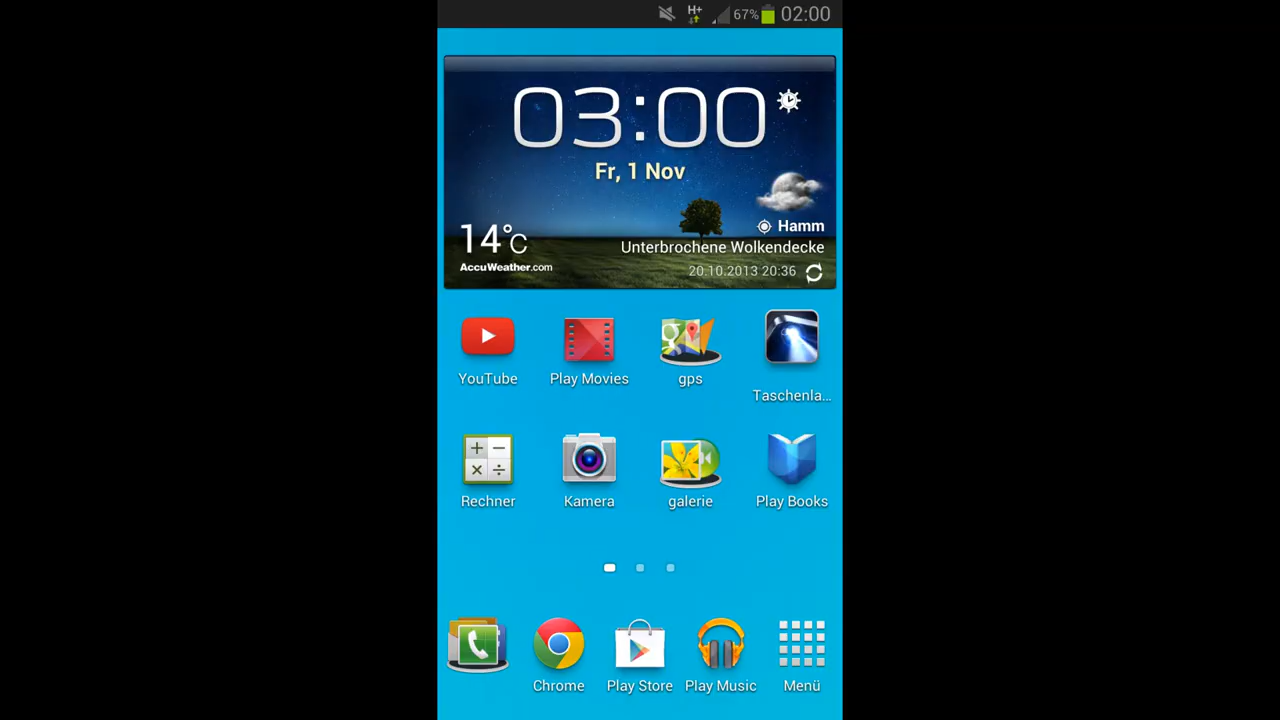 H+ 67% 02:00
03:00
Fr, 1 Nov
Hamm
14°C
Unterbrochene Wolkendecke
AccuWeather.com
20.10.2013 20:36
YouTube
Play Movies
gps
Taschenla...
Rechner
Kamera
galerie
Play Books
Chrome
Play Store
Play Music
Menü